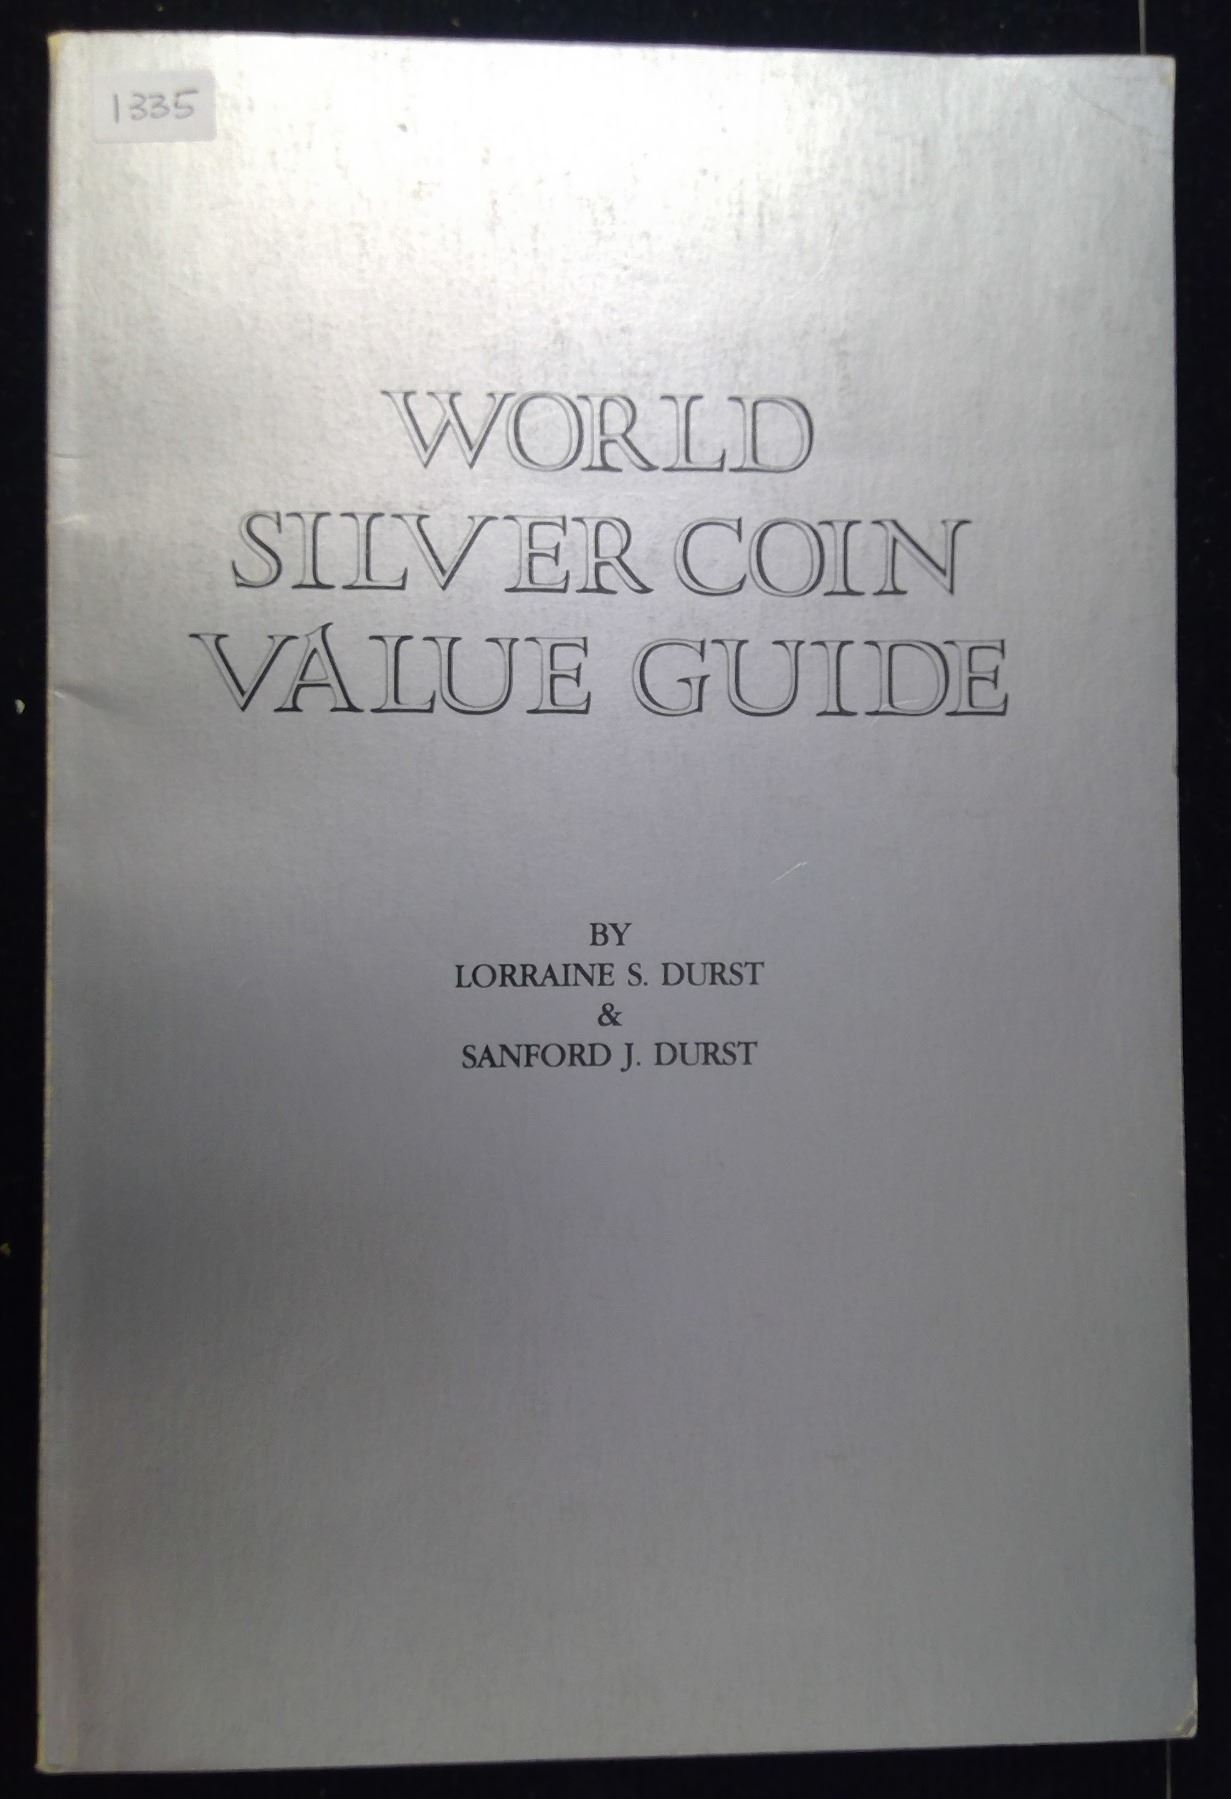 1335
WORLD
SILVER COIN
VALUE GUIDE
BY
LORRAINE S. DURST
&
SANFORD J. DURST